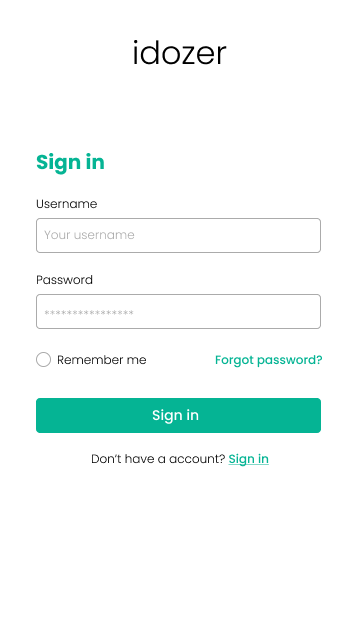 idozer
Sign in
Username
Your username
Password
****************
Remember me
Forgot password?
Sign in
Don't have a account? Sign in